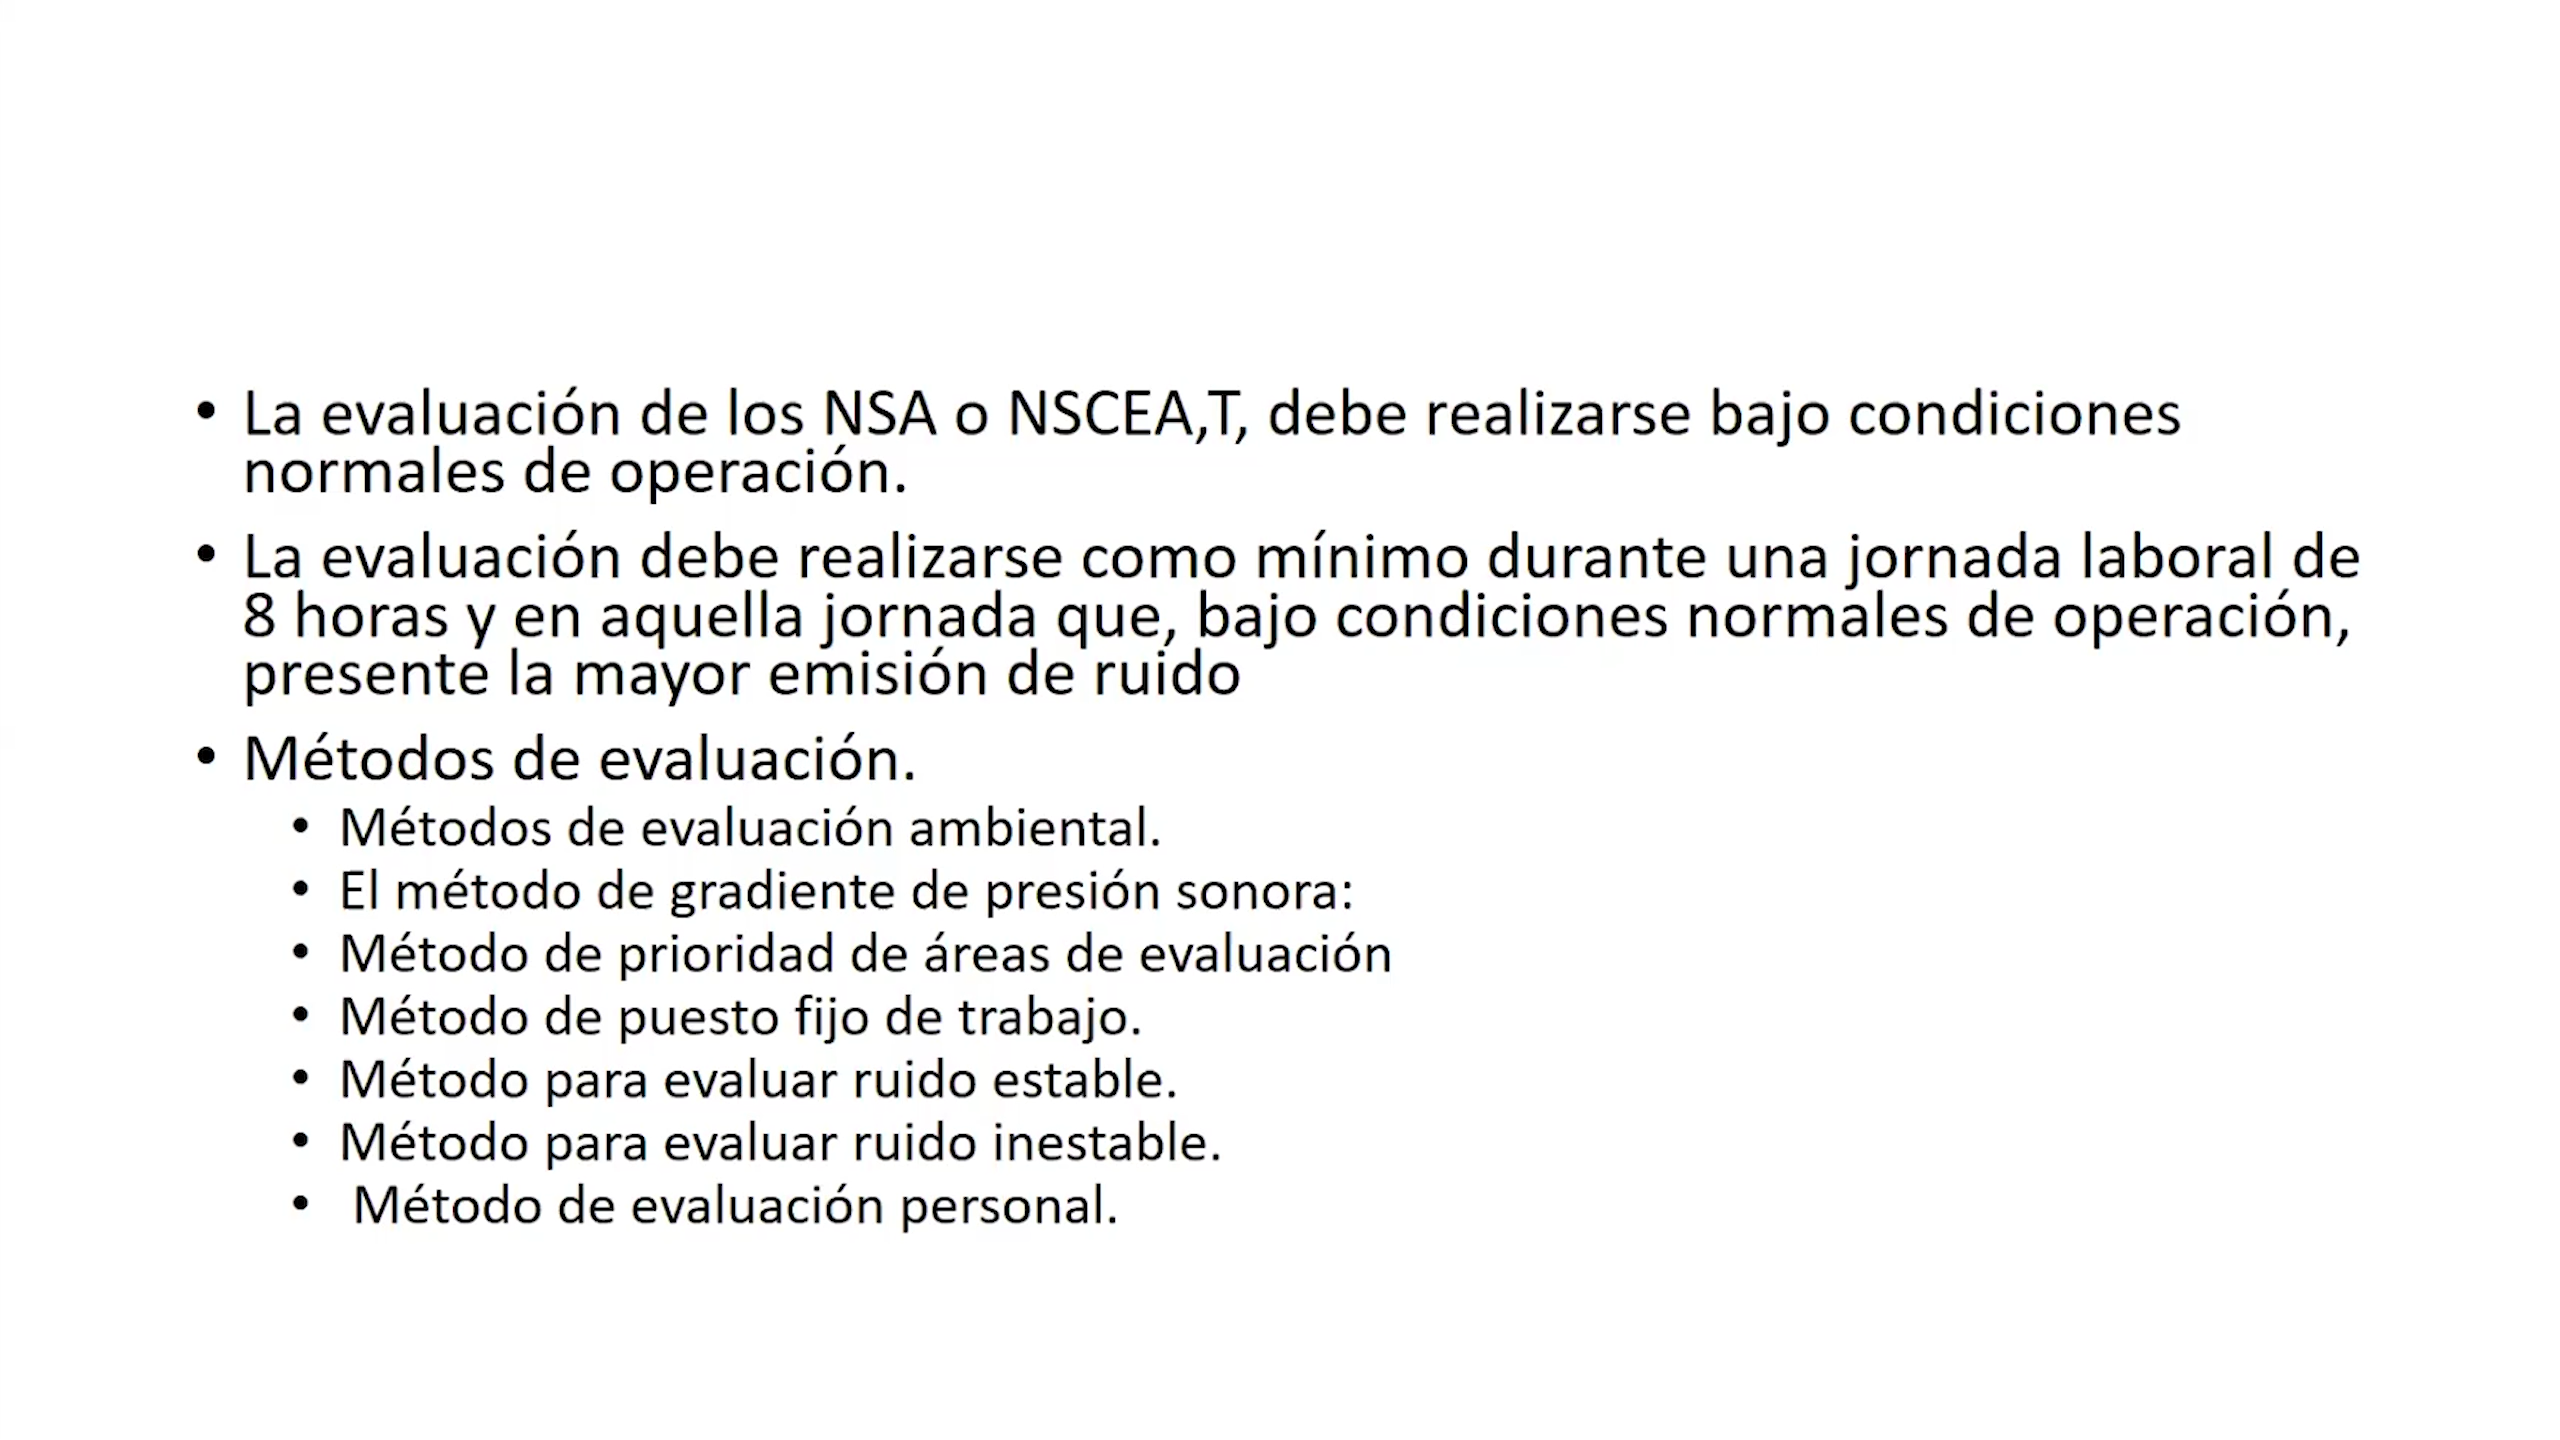 • La evaluación de los NSA o NSCEA,T, debe realizarse bajo condiciones
normales de operación.
• La evaluación debe realizarse como mínimo durante una jornada laboral de
8 horas y en aquella jornada que, bajo condiciones normales de operación,
presente la mayor emisión de ruido
• Métodos de evaluación.
• Métodos de evaluación ambiental.
• El método de gradiente de presión sonora:
• Método de prioridad de áreas de evaluación
• Método de puesto fijo de trabajo.
• Método para evaluar ruido estable.
• Método para evaluar ruido inestable.
• Método de evaluación personal.